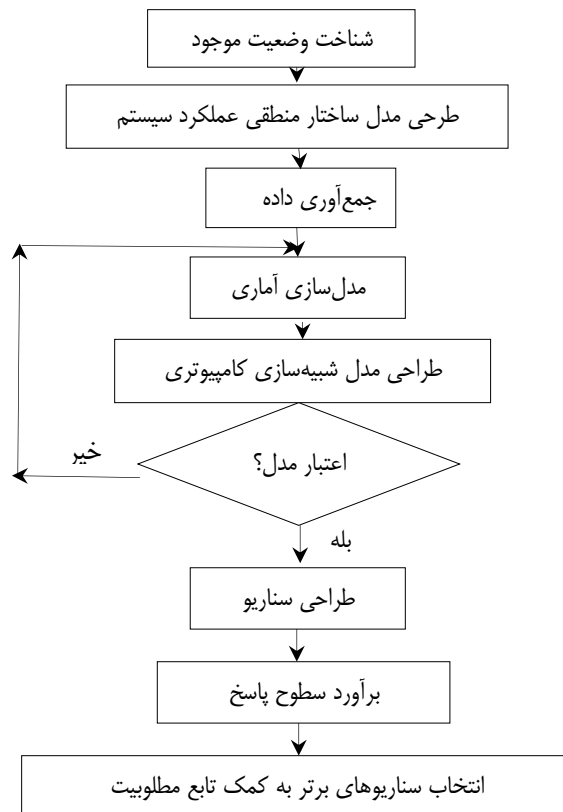 شناخت وضعیت موجود
طرحی مدل ساختار منطقی عملکرد سیستم
جمع‌آوری داده
مدل‌سازی آماری
طراحی مدل شبیه‌سازی کامپیوتری
اعتبار مدل؟
خیر
بله
طراحی سناریو
برآورد سطوح پاسخ
انتخاب سناریوهای برتر به کمک تابع مطلوبیت